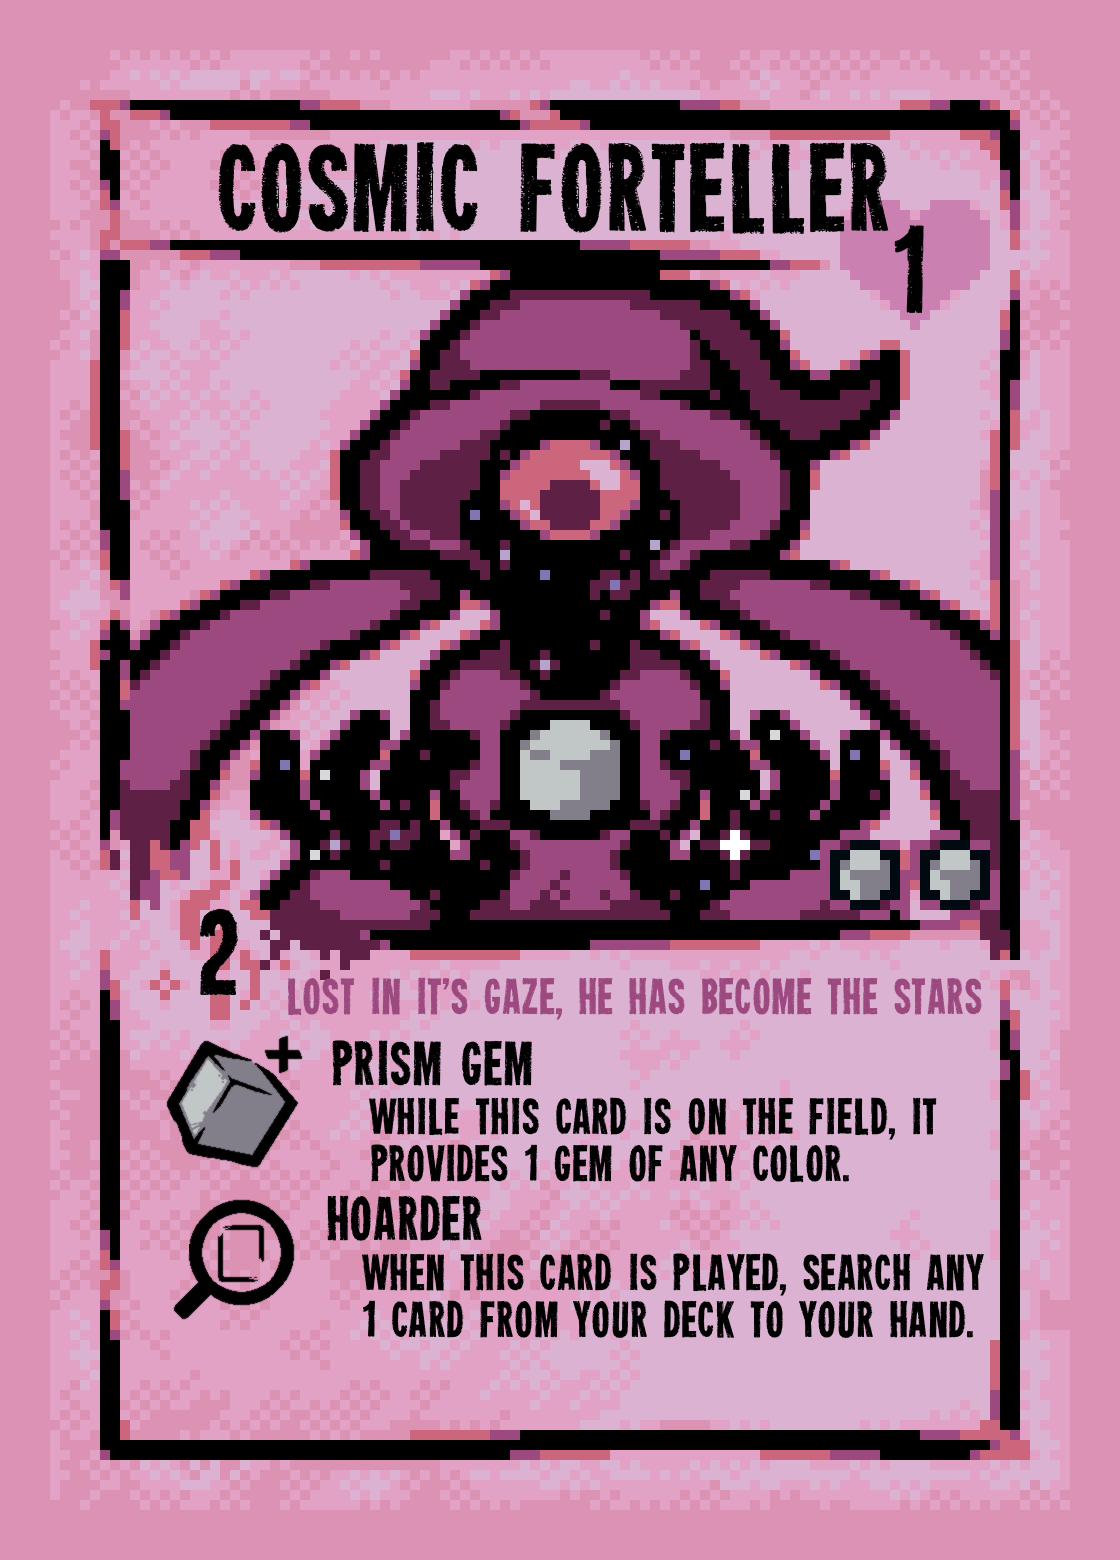 COSMIC FORTELLER
1
2
LOST IN IT'S GAZE, HE HAS BECOME THE STARS
PRISM GEM
WHILE THIS CARD IS ON THE FIELD, IT
PROVIDES 1 GEM OF ANY COLOR.
HOARDER
WHEN THIS CARD IS PLAYED, SEARCH ANY
1 CARD FROM YOUR DECK TO YOUR HAND.